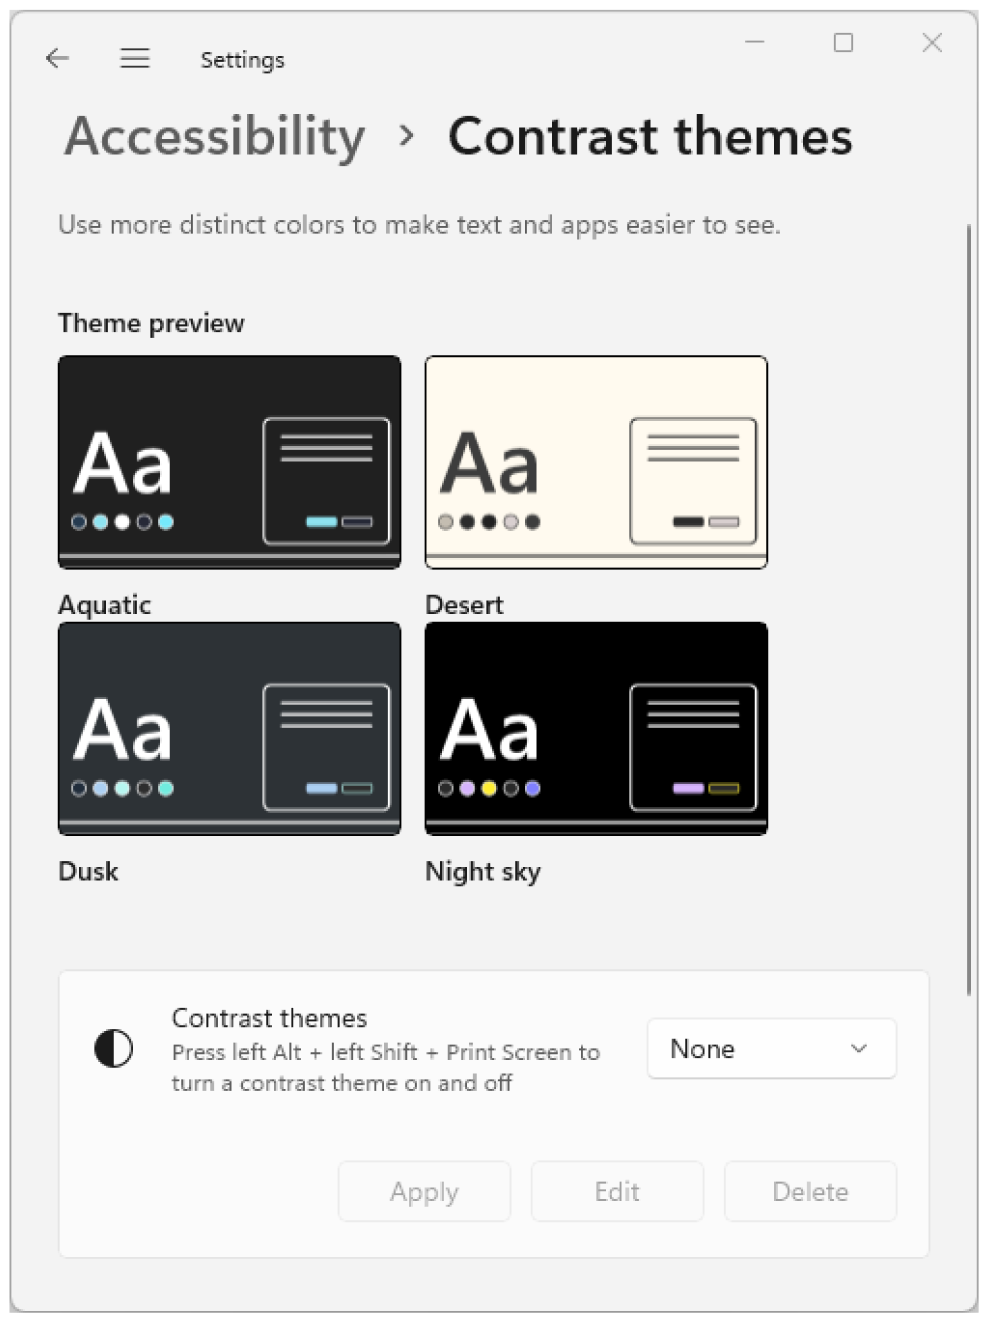 Settings
Accessibility > Contrast themes
Use more distinct colors to make text and apps easier to see.
Theme preview
Aa
Aa
Aquatic
Desert
Aa
Aa
Dusk
Night sky
Contrast themes
Press left Alt + left Shift + Print Screen to
turn a contrast theme on and off
None
Apply
Edit
Delete